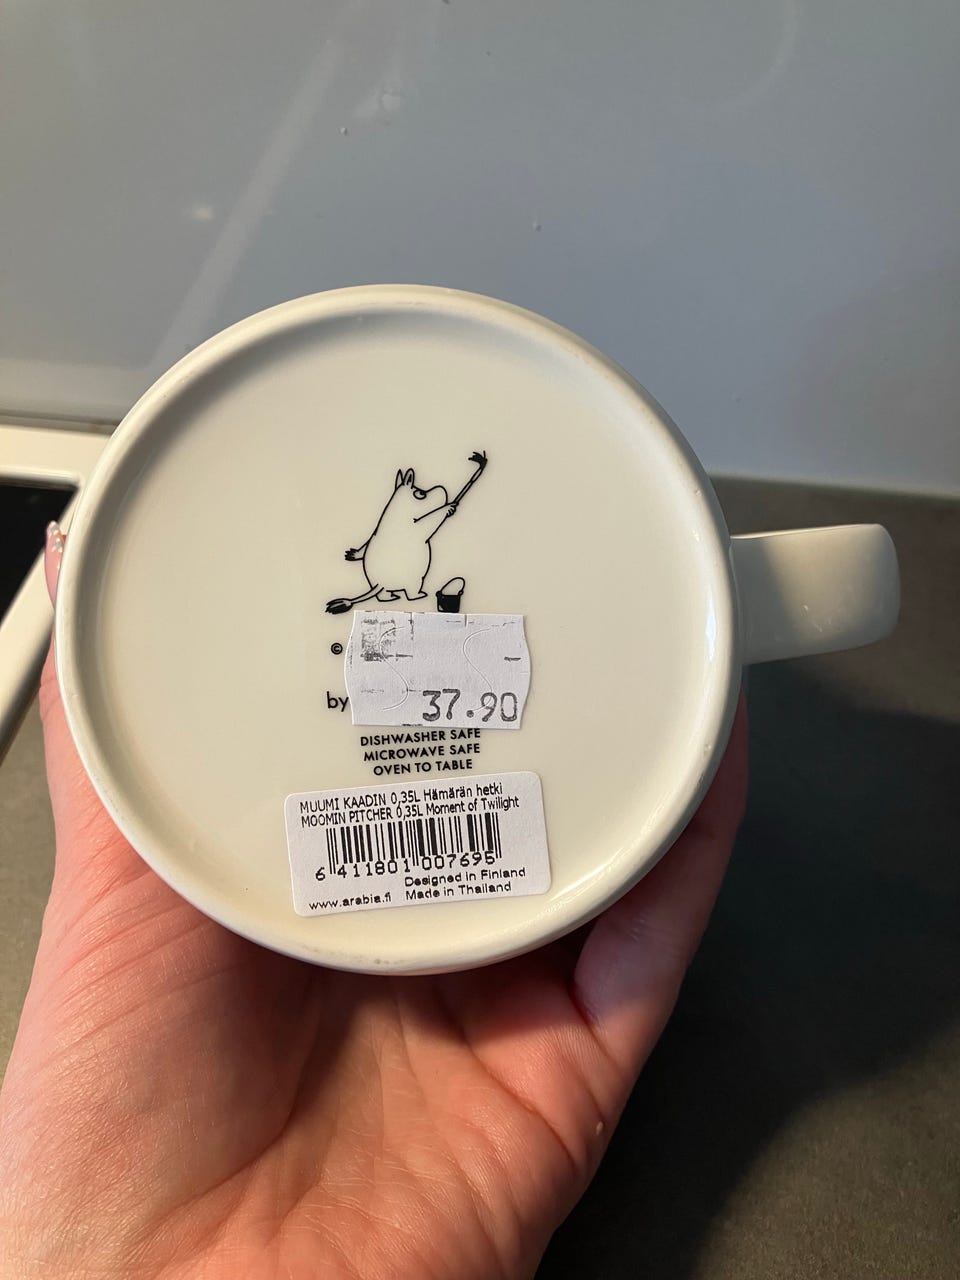 ©
by
37.90
DISHWASHER SAFE
MICROWAVE SAFE
OVEN TO TABLE
MUUMI KAADIN 0,35L Hämärän hetki
MOOMIN PITCHER 0,35L Moment of Twilight
6 411801 007695
Designed in Finland
www.arabia.fi Made in Thailand